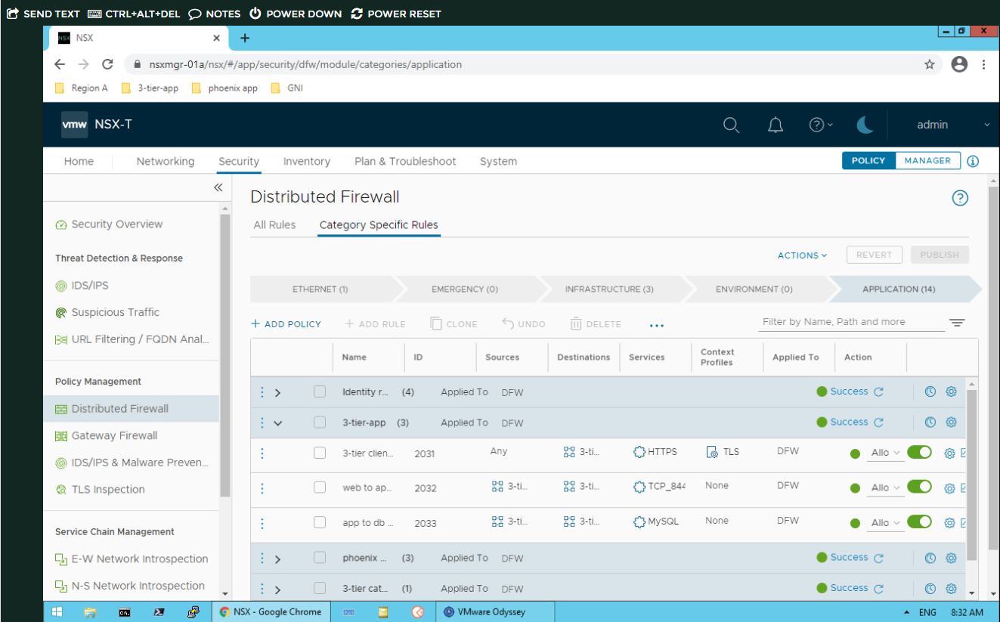 SEND TEXT CTRL+ALT+DEL NOTES POWER DOWN POWER RESET
NSX NSX
nsxmgr-01a/nsx/#/app/security/dfw/module/categories/application
Region A 3-tier-app phoenix app GNI
vmw NSX-T admin
Home Networking Security Inventory Plan & Troubleshoot System POLICY MANAGER
Distributed Firewall
All Rules Category Specific Rules
Security Overview
Threat Detection & Response
IDS/IPS
Suspicious Traffic
URL Filtering / FQDN Anal...
Policy Management
Distributed Firewall
Gateway Firewall
IDS/IPS & Malware Preven...
TLS Inspection
Service Chain Management
E-W Network Introspection
N-S Network Introspection
ACTIONS REVERT PUBLISH
ETHERNET (1) EMERGENCY (0) INFRASTRUCTURE (3) ENVIRONMENT (0) APPLICATION (14)
+ ADD POLICY + ADD RULE CLONE UNDO DELETE ... Filter by Name, Path and more
Name ID Sources Destinations Services Context Profiles Applied To Action
Identity r... (4) Applied To DFW Success
3-tier-app (3) Applied To DFW Success
3-tier clien... 2031 Any 3-ti... HTTPS TLS DFW Allo
web to ap... 2032 3-ti... 3-ti... TCP_844 None DFW Allo
app to db ... 2033 3-ti... 3-ti... MySQL None DFW Allo
phoenix ... (3) Applied To DFW Success
3-tier cat... (1) Applied To DFW Success
NSX - Google Chrome VMware Odyssey ENG 8:32 AM